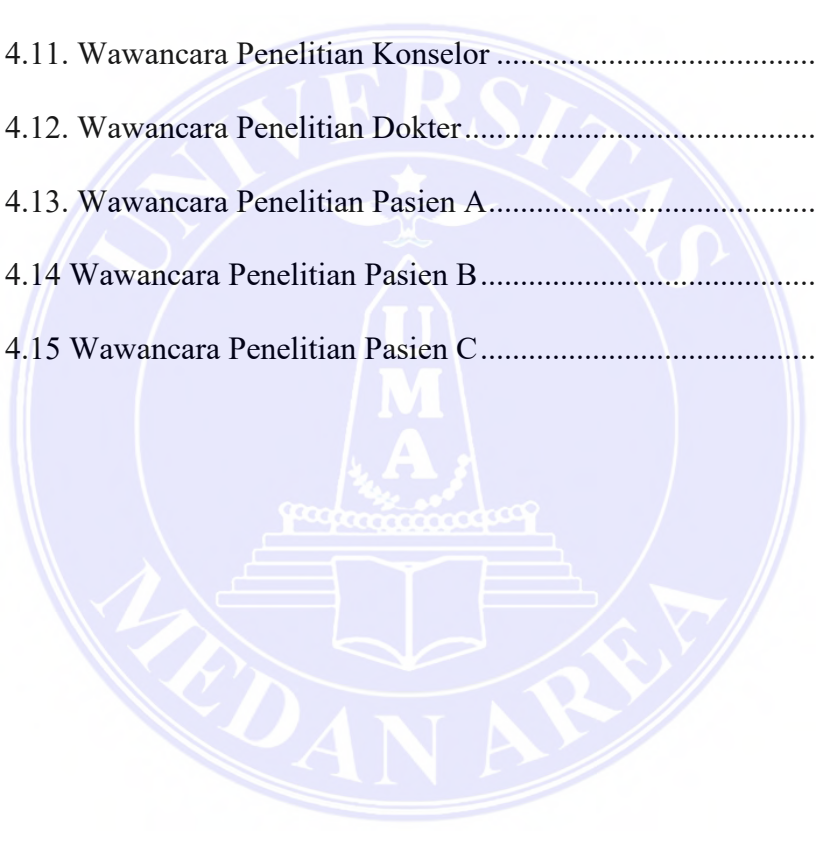 4.11. Wawancara Penelitian Konselor ....................................
4.12. Wawancara Penelitian Dokter.........................................
4.13. Wawancara Penelitian Pasien A......................................
4.14 Wawancara Penelitian Pasien B.......................................
4.15 Wawancara Penelitian Pasien C.......................................
UNIVERSITAS
U
M
A
MEDAN AREA